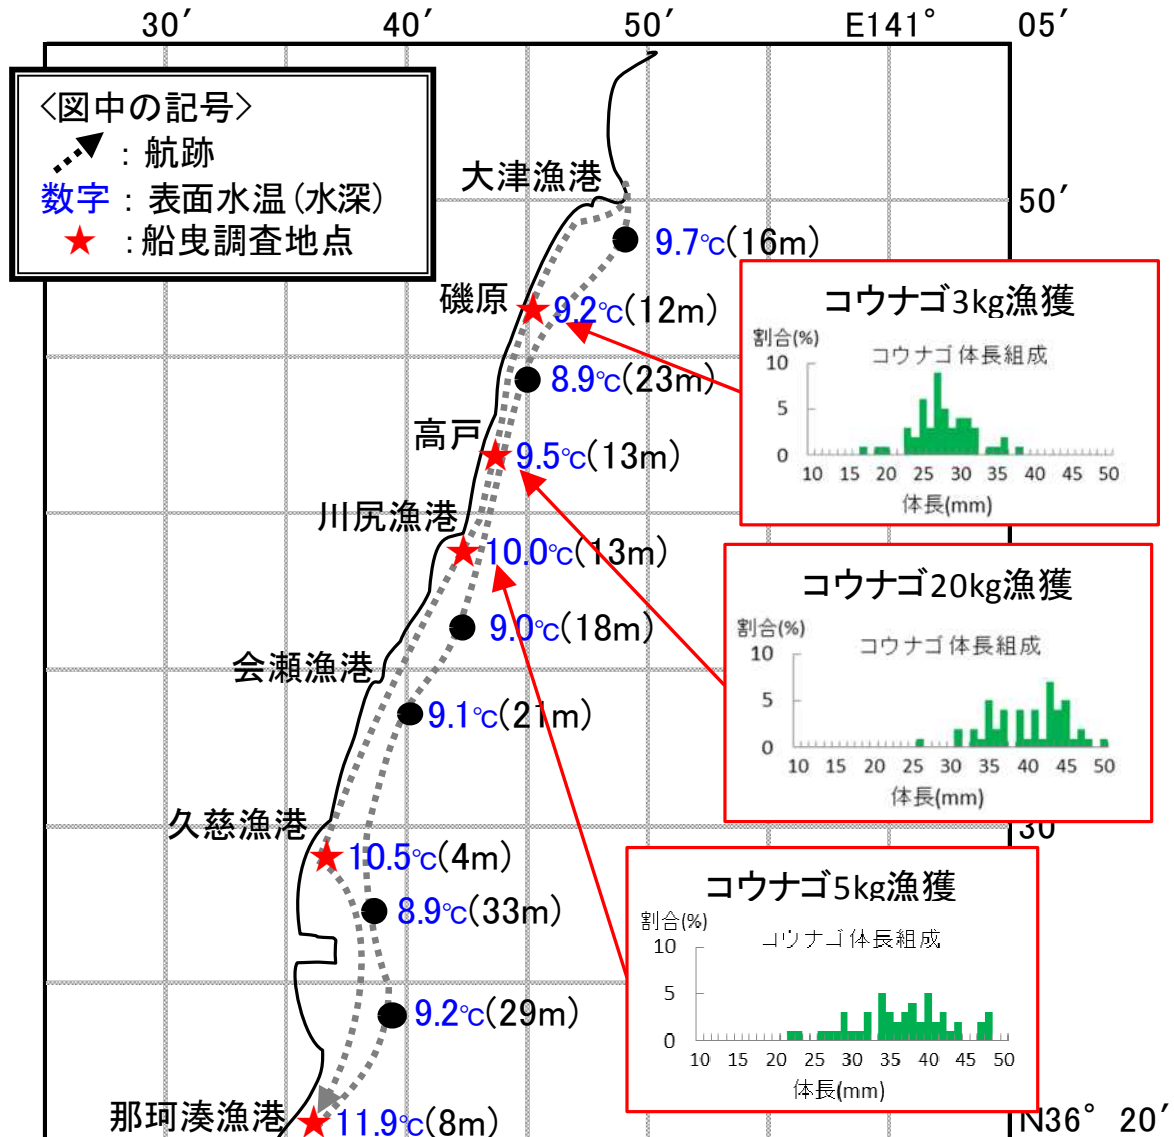 30′ 40′ 50′ E141° 05′
<図中の記号>
: 航跡
数字 : 表面水温(水深)
★ :船曳調査地点
大津漁港
50′
9.7℃(16m)
磯原
9.2℃(12m)
8.9℃(23m)
高戸
9.5℃(13m)
川尻漁港
10.0℃(13m)
9.0℃(18m)
会瀬漁港
9.1℃(21m)
久慈漁港
30′
10.5℃(4m)
8.9℃(33m)
9.2℃(29m)
那珂湊漁港
11.9℃(8m)
N36° 20′
コウナゴ3kg漁獲
割合(%)
コウナゴ体長組成
10
5
0
10 15 20 25 30 35 40 45 50
体長(mm)
コウナゴ20kg漁獲
割合(%)
コウナゴ体長組成
10
5
0
10 15 20 25 30 35 40 45 50
体長(mm)
コウナゴ5kg漁獲
割合(%)
コウナゴ体長組成
10
5
0
10 15 20 25 30 35 40 45 50
体長(mm)